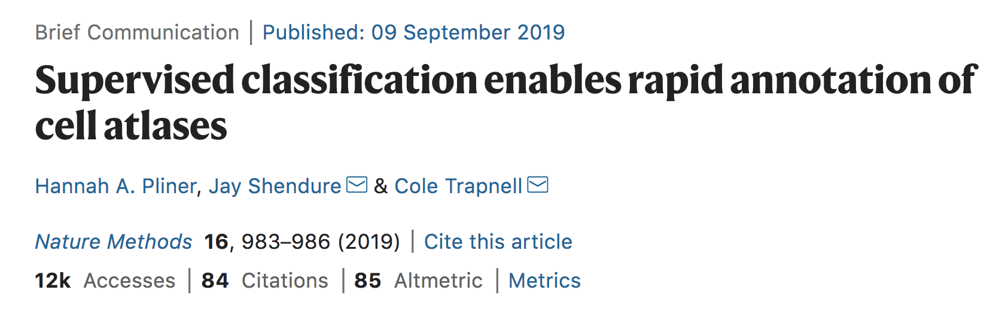 Brief Communication | Published: 09 September 2019
Supervised classification enables rapid annotation of
cell atlases
Hannah A. Pliner, Jay Shendure & Cole Trapnell
Nature Methods 16, 983–986 (2019) | Cite this article
12k Accesses | 84 Citations | 85 Altmetric | Metrics